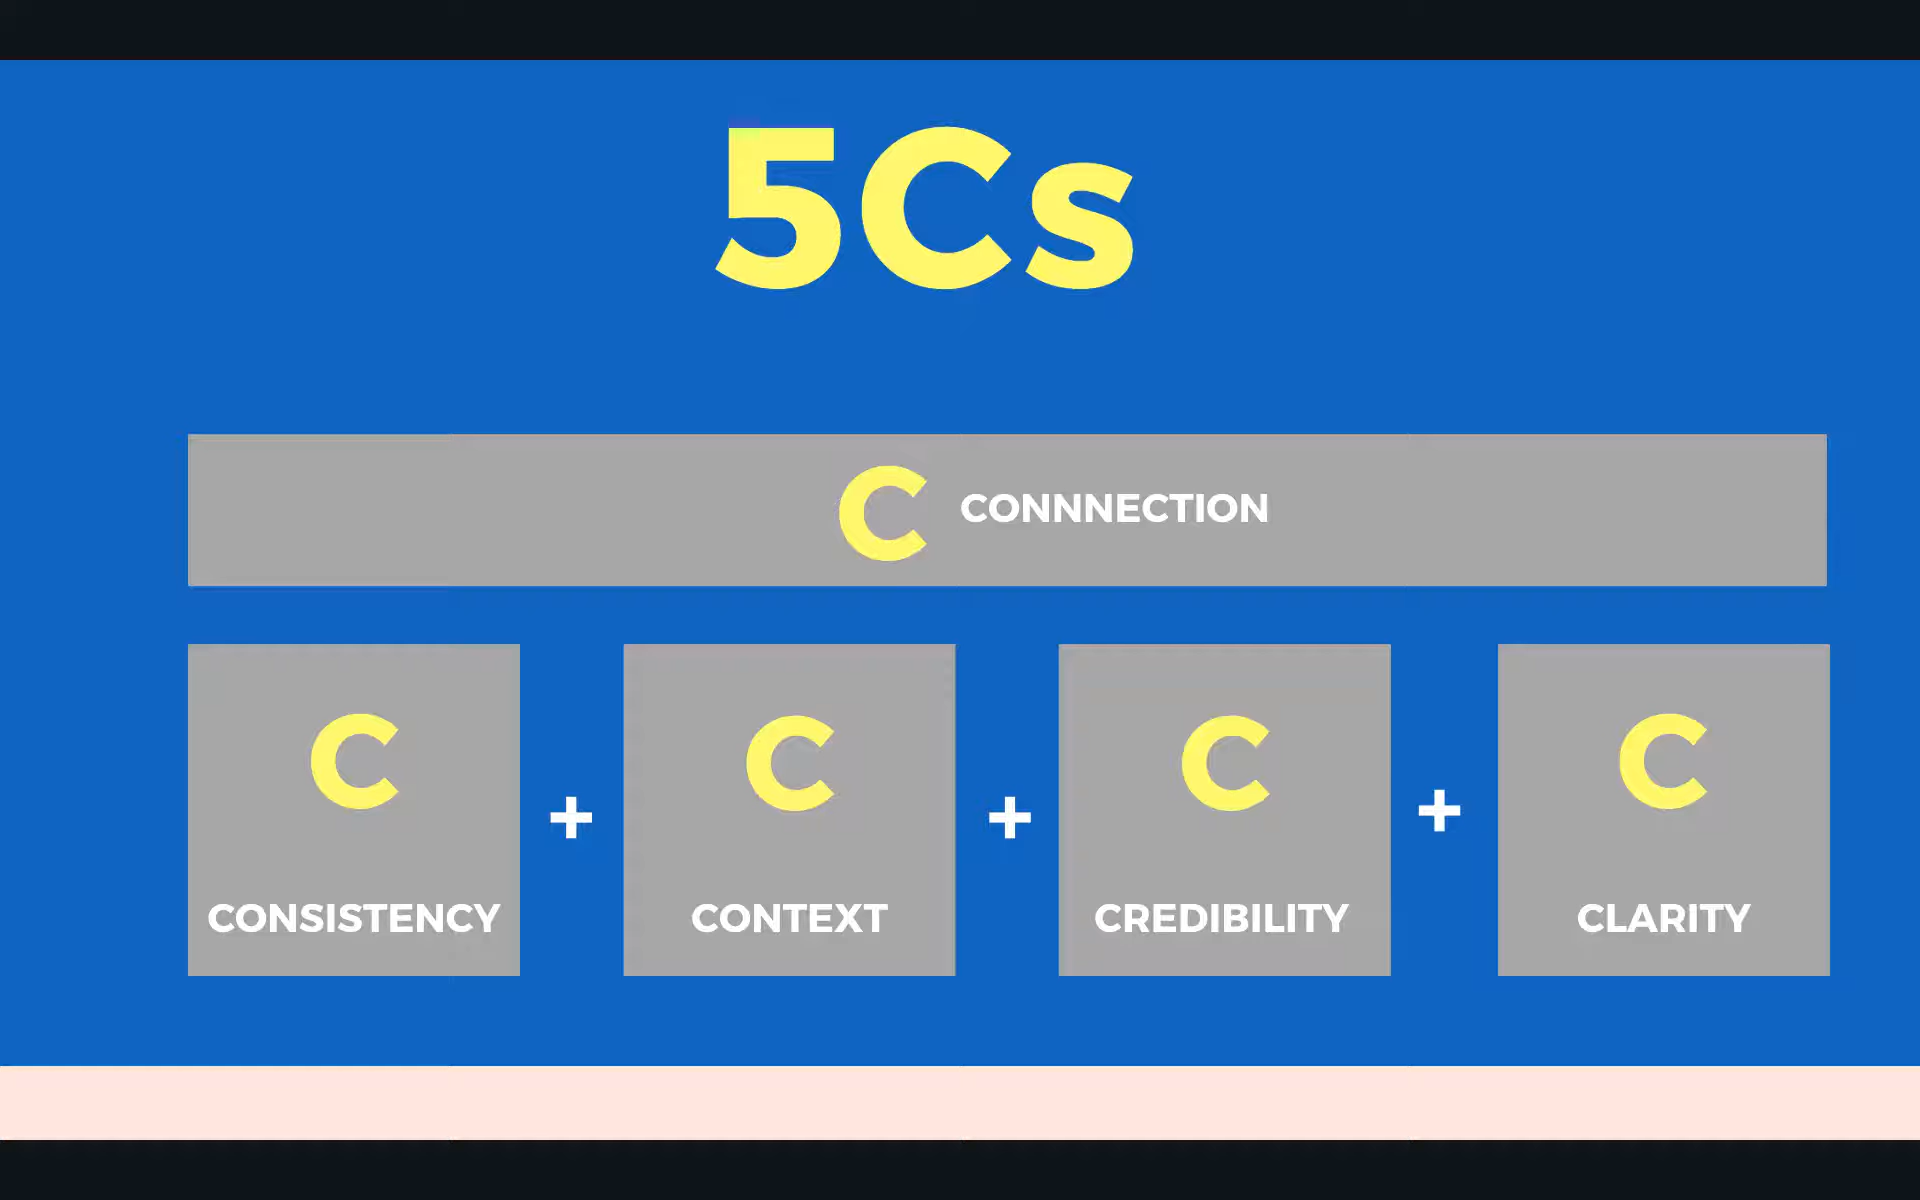 5Cs
C CONNNECTION
C + C + C + C
CONSISTENCY CONTEXT CREDIBILITY CLARITY